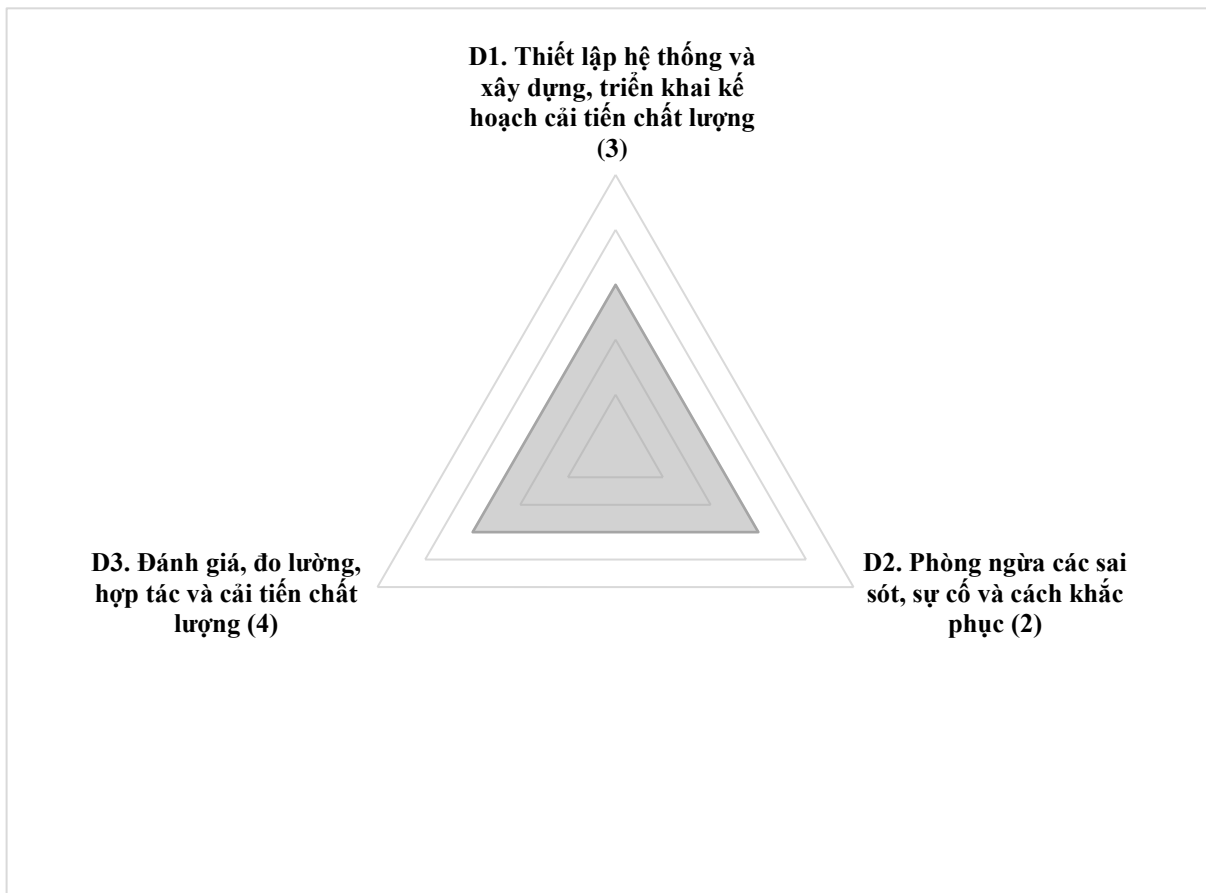 D1. Thiết lập hệ thống và
xây dựng, triển khai kế
hoạch cải tiến chất lượng
(3)
D3. Đánh giá, đo lường,
hợp tác và cải tiến chất
lượng (4)
D2. Phòng ngừa các sai
sót, sự cố và cách khắc
phục (2)